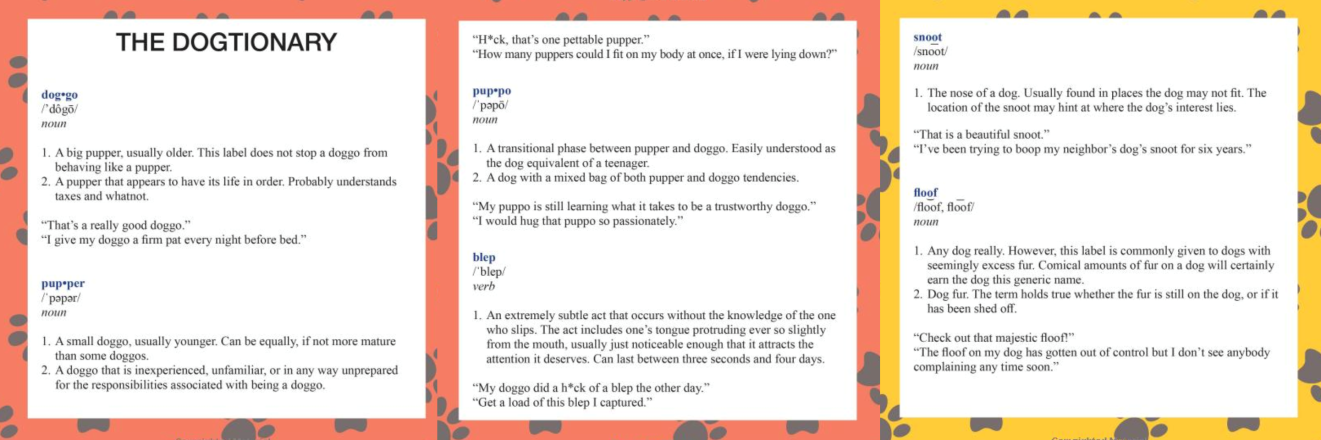 THE DOGTIONARY
dog•go
/ˈdôgō/
noun
1. A big pupper, usually older. This label does not stop a doggo from
behaving like a pupper.
2. A pupper that appears to have its life in order. Probably understands
taxes and whatnot.
“That’s a really good doggo.”
“I give my doggo a firm pat every night before bed.”
pup•per
/ˈpəpər/
noun
1. A small doggo, usually younger. Can be equally, if not more mature
than some doggos.
2. A doggo that is inexperienced, unfamiliar, or in any way unprepared
for the responsibilities associated with being a doggo.
“H*ck, that’s one pettable pupper.”
“How many puppers could I fit on my body at once, if I were lying down?”
pup•po
/ˈpəpō/
noun
1. A transitional phase between pupper and doggo. Easily understood as
the dog equivalent of a teenager.
2. A dog with a mixed bag of both pupper and doggo tendencies.
“My puppo is still learning what it takes to be a trustworthy doggo.”
“I would hug that puppo so passionately.”
blep
/ˈblep/
verb
1. An extremely subtle act that occurs without the knowledge of the one
who slips. The act includes one’s tongue protruding ever so slightly
from the mouth, usually just noticeable enough that it attracts the
attention it deserves. Can last between three seconds and four days.
“My doggo did a h*ck of a blep the other day.”
“Get a load of this blep I captured.”
snoot
/sno͞ot/
noun
1. The nose of a dog. Usually found in places the dog may not fit. The
location of the snoot may hint at where the dog’s interest lies.
“That is a beautiful snoot.”
“I’ve been trying to boop my neighbor’s dog’s snoot for six years.”
floof
/flo͝of, flo͞of/
noun
1. Any dog really. However, this label is commonly given to dogs with
seemingly excess fur. Comical amounts of fur on a dog will certainly
earn the dog this generic name.
2. Dog fur. The term holds true whether the fur is still on the dog, or if it
has been shed off.
“Check out that majestic floof!”
“The floof on my dog has gotten out of control but I don’t see anybody
complaining any time soon.”